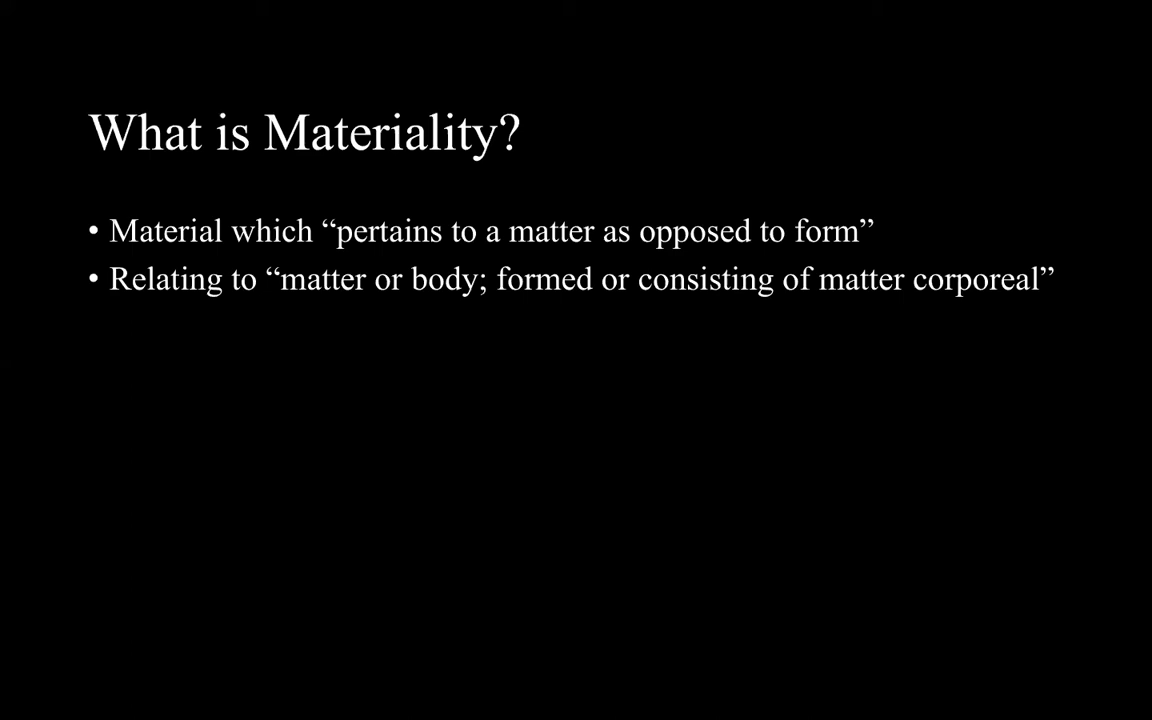 What is Materiality?
• Material which “pertains to a matter as opposed to form”
• Relating to “matter or body; formed or consisting of matter corporeal”